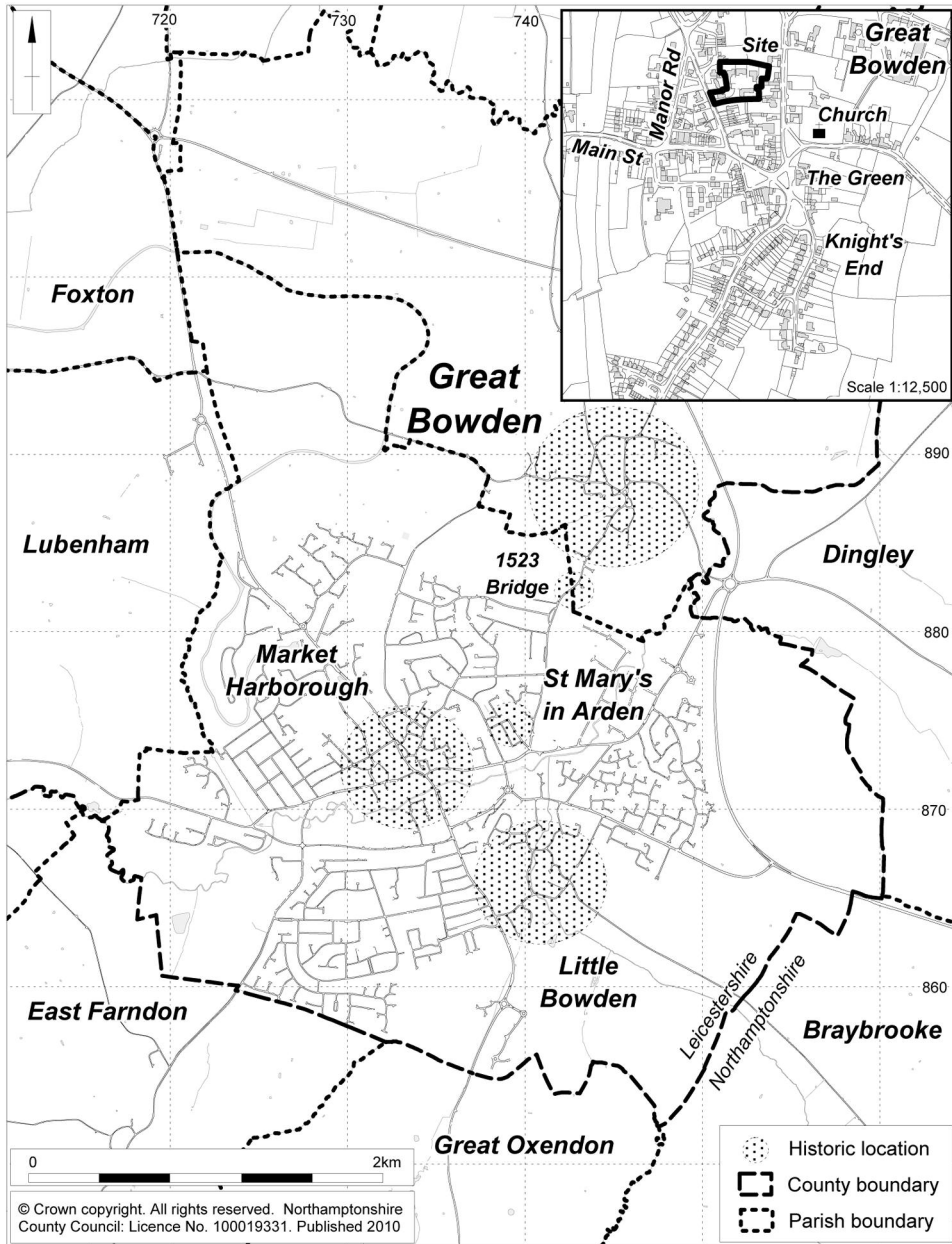 720
730
740
Great
Bowden
Site
Manor Rd
Church
Main St
The Green
Knight's
End
Scale 1:12,500
Foxton
Great
Bowden
890
Lubenham
1523
Bridge
Dingley
880
Market
Harborough
St Mary's
in Arden
870
Little
Bowden
860
East Farndon
Leicestershire
Northamptonshire
Braybrooke
Great Oxendon
0
2km
© Crown copyright. All rights reserved. Northamptonshire
County Council: Licence No. 100019331. Published 2010
Historic location
County boundary
Parish boundary